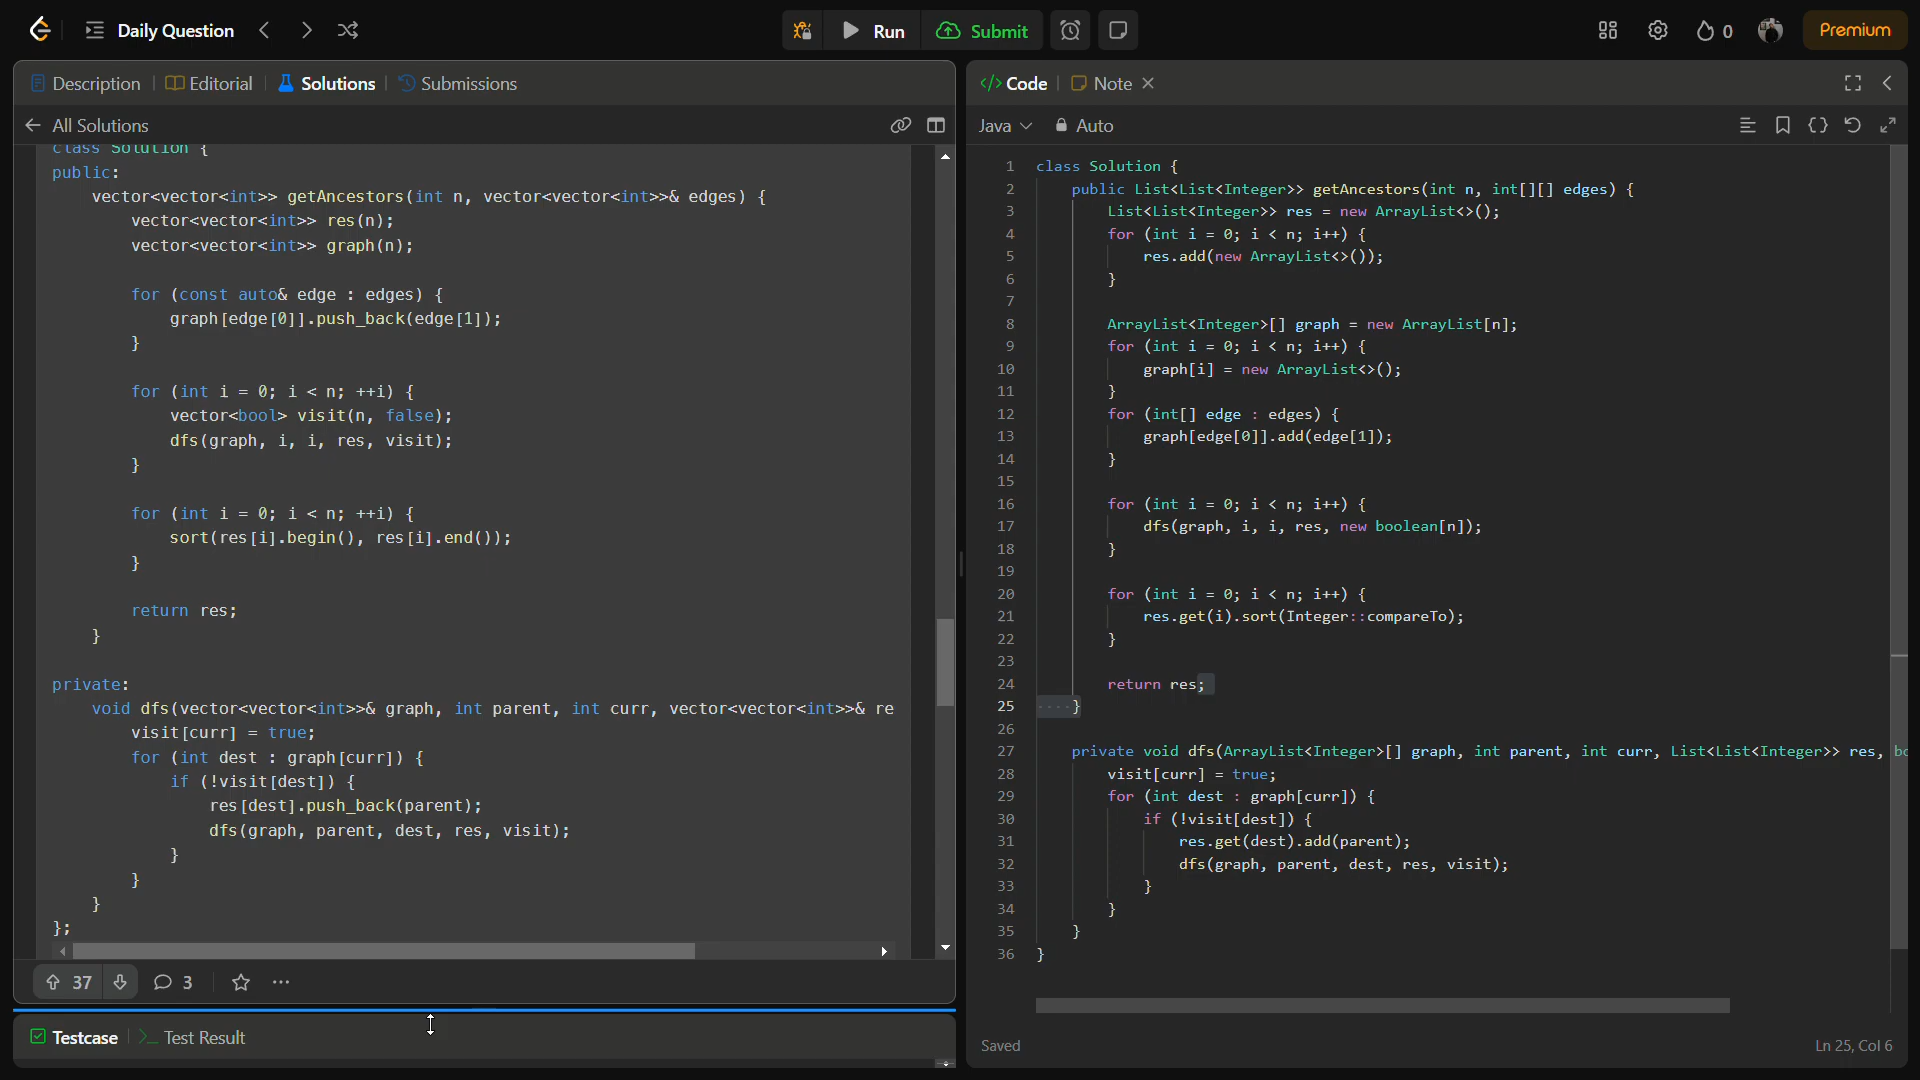 Daily Question
Run
Submit
0
Premium
Description
Editorial
Solutions
Submissions
All Solutions
class Solution {
public:
    vector<vector<int>> getAncestors(int n, vector<vector<int>>& edges) {
        vector<vector<int>> res(n);
        vector<vector<int>> graph(n);
        for (const auto& edge : edges) {
            graph[edge[0]].push_back(edge[1]);
        }
        for (int i = 0; i < n; ++i) {
            vector<bool> visit(n, false);
            dfs(graph, i, i, res, visit);
        }
        for (int i = 0; i < n; ++i) {
            sort(res[i].begin(), res[i].end());
        }
        return res;
    }
private:
    void dfs(vector<vector<int>>& graph, int parent, int curr, vector<vector<int>>& re
        visit[curr] = true;
        for (int dest : graph[curr]) {
            if (!visit[dest]) {
                res[dest].push_back(parent);
                dfs(graph, parent, dest, res, visit);
            }
        }
    }
};
37
3
Testcase
Test Result
</> Code
Note
Java
Auto
1 class Solution {
2     public List<List<Integer>> getAncestors(int n, int[][] edges) {
3         List<List<Integer>> res = new ArrayList<>();
4         for (int i = 0; i < n; i++) {
5             res.add(new ArrayList<>());
6         }
7
8         ArrayList<Integer>[] graph = new ArrayList[n];
9         for (int i = 0; i < n; i++) {
10             graph[i] = new ArrayList<>();
11         }
12         for (int[] edge : edges) {
13             graph[edge[0]].add(edge[1]);
14         }
15
16         for (int i = 0; i < n; i++) {
17             dfs(graph, i, i, res, new boolean[n]);
18         }
19
20         for (int i = 0; i < n; i++) {
21             res.get(i).sort(Integer::compareTo);
22         }
23
24         return res;
25     }
26
27     private void dfs(ArrayList<Integer>[] graph, int parent, int curr, List<List<Integer>> res, bo
28         visit[curr] = true;
29         for (int dest : graph[curr]) {
30             if (!visit[dest]) {
31                 res.get(dest).add(parent);
32                 dfs(graph, parent, dest, res, visit);
33             }
34         }
35     }
36 }
Saved
Ln 25, Col 6